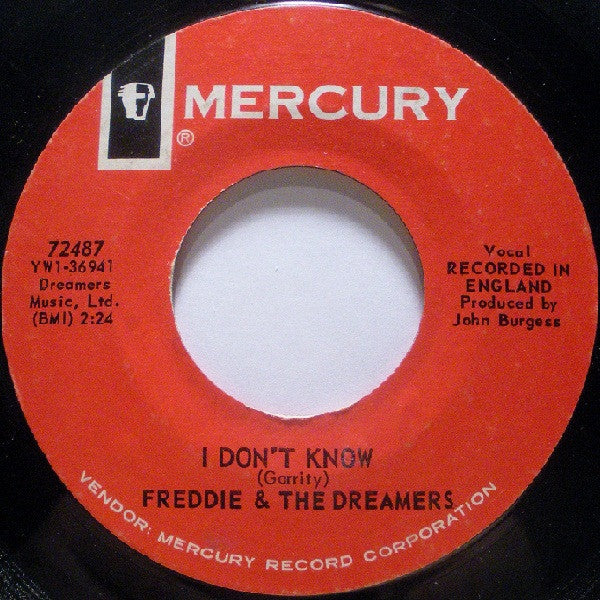 MERCURY
®
72487
YW1-36941
Dreamers
Music, Ltd.
(BMI) 2:24
Vocal
RECORDED IN
ENGLAND
Produced by
John Burgess
I DON'T KNOW
(Garrity)
FREDDIE & THE DREAMERS
VENDOR: MERCURY RECORD CORPORATION